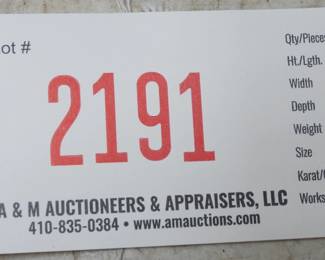 ot #
2191
A & M AUCTIONEERS & APPRAISERS, LLC
410-835-0384 • www.amauctions.com
Qty/Pieces
Ht./Lgth.
Width
Depth
Weight
Size
Karat/
Works